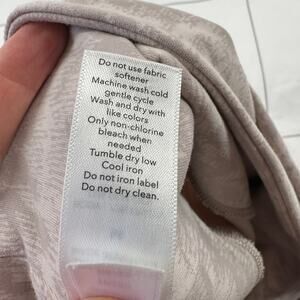 Do not use fabric
softener
Machine wash cold
gentle cycle
Wash and dry with
like colors
Only non-chlorine
bleach when
needed
Tumble dry low
Cool iron
Do not iron label
Do not dry clean.